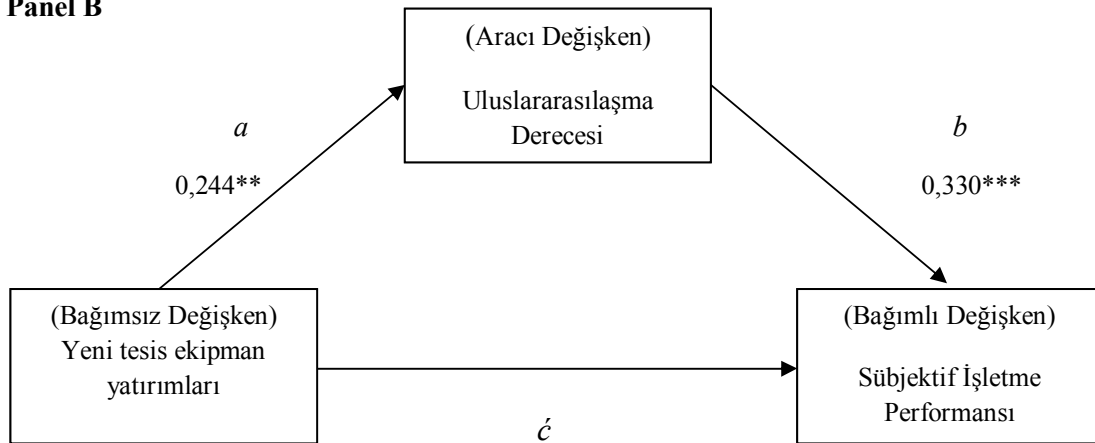 Panel B
(Aracı Değişken)
Uluslararasılaşma
Derecesi
a
0,244**
b
0,330***
(Bağımsız Değişken)
Yeni tesis ekipman
yatırımları
(Bağımlı Değişken)
Sübjektif İşletme
Performansı
ć